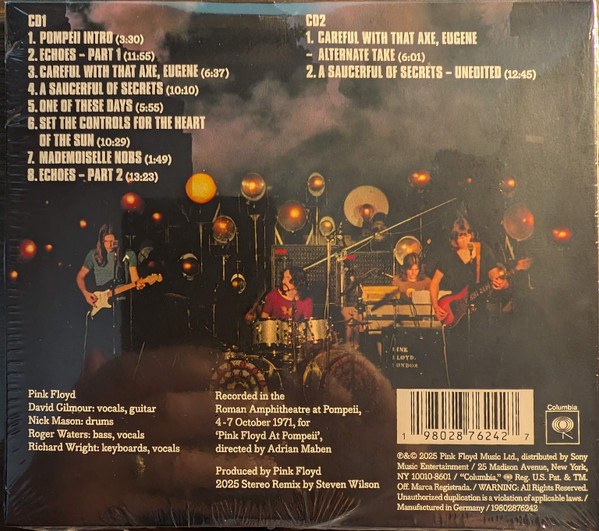 CD1
1. POMPEII INTRO (3:30)
2. ECHOES – PART 1 (11:55)
3. CAREFUL WITH THAT AXE, EUGENE (6:37)
4. A SAUCERFUL OF SECRETS (10:10)
5. ONE OF THESE DAYS (5:55)
6. SET THE CONTROLS FOR THE HEART
OF THE SUN (10:29)
7. MADEMOISELLE NOBS (1:49)
8. ECHOES – PART 2 (13:23)
CD2
1. CAREFUL WITH THAT AXE, EUGENE
– ALTERNATE TAKE (6:01)
2. A SAUCERFUL OF SECRETS – UNEDITED (12:45)
PINK
FLOYD.
LONDON
Pink Floyd
David Gilmour: vocals, guitar
Nick Mason: drums
Roger Waters: bass, vocals
Richard Wright: keyboards, vocals
Recorded in the
Roman Amphitheatre at Pompeii,
4-7 October 1971, for
‘Pink Floyd At Pompeii’,
directed by Adrian Maben
Produced by Pink Floyd
2025 Stereo Remix by Steven Wilson
1 98028 76242 7
Columbia
℗&© 2025 Pink Floyd Music Ltd., distributed by Sony
Music Entertainment / 25 Madison Avenue, New York,
NY 10010-8601 / “Columbia,” Reg. U.S. Pat. & TM.
Off. Marca Registrada. / WARNING: All Rights Reserved.
Unauthorized duplication is a violation of applicable laws. /
Manufactured in Germany / 19802876242